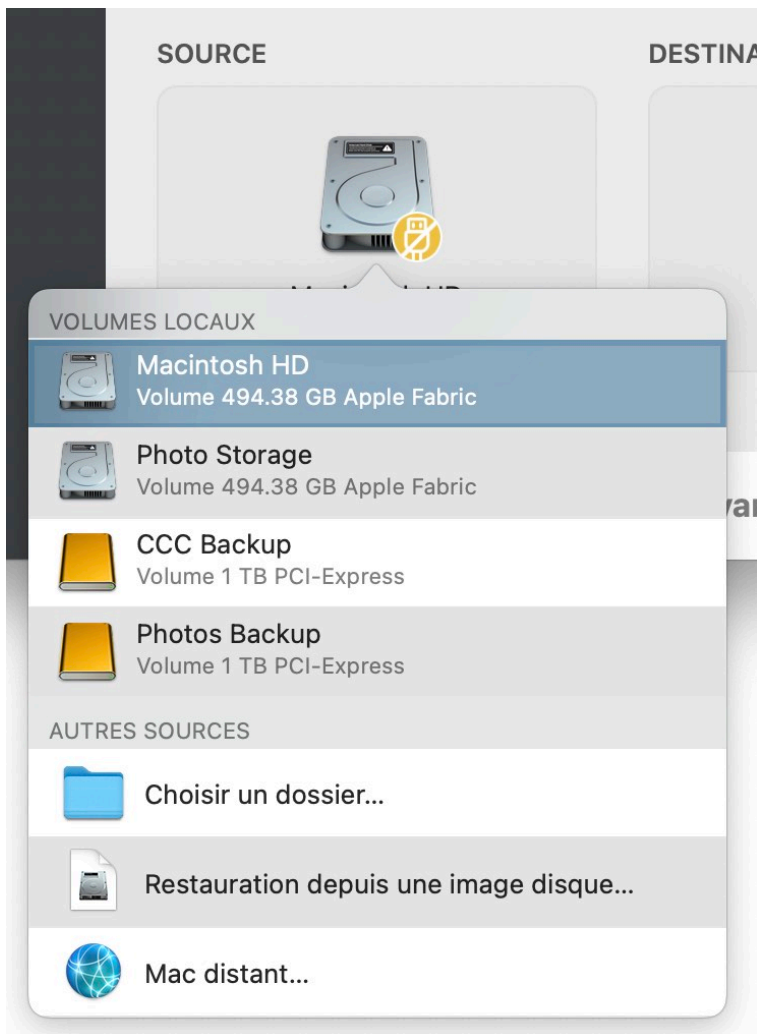 SOURCE
VOLUMES LOCAUX
Macintosh HD
Volume 494.38 GB Apple Fabric
Photo Storage
Volume 494.38 GB Apple Fabric
CCC Backup
Volume 1 TB PCI-Express
Photos Backup
Volume 1 TB PCI-Express
AUTRES SOURCES
Choisir un dossier...
Restauration depuis une image disque...
Mac distant...